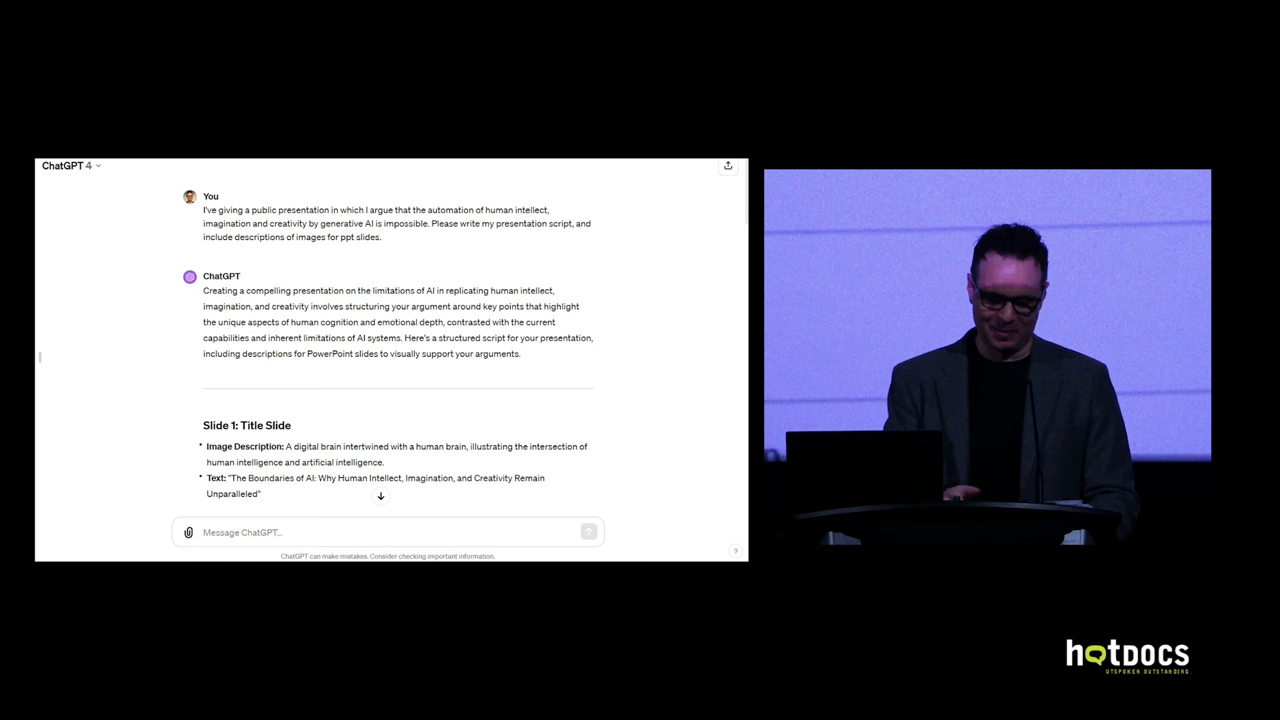 ChatGPT 4
You
I've giving a public presentation in which I argue that the automation of human intellect,
imagination and creativity by generative AI is impossible. Please write my presentation script, and
include descriptions of images for ppt slides.
ChatGPT
Creating a compelling presentation on the limitations of AI in replicating human intellect,
imagination, and creativity involves structuring your argument around key points that highlight
the unique aspects of human cognition and emotional depth, contrasted with the current
capabilities and inherent limitations of AI systems. Here's a structured script for your presentation,
including descriptions for PowerPoint slides to visually support your arguments.
Slide 1: Title Slide
• Image Description: A digital brain intertwined with a human brain, illustrating the intersection of
human intelligence and artificial intelligence.
• Text: "The Boundaries of AI: Why Human Intellect, Imagination, and Creativity Remain
Unparalleled"
Message ChatGPT...
ChatGPT can make mistakes. Consider checking important information.
?
hotDOCS
OUTSPOKEN OUTSTANDING.